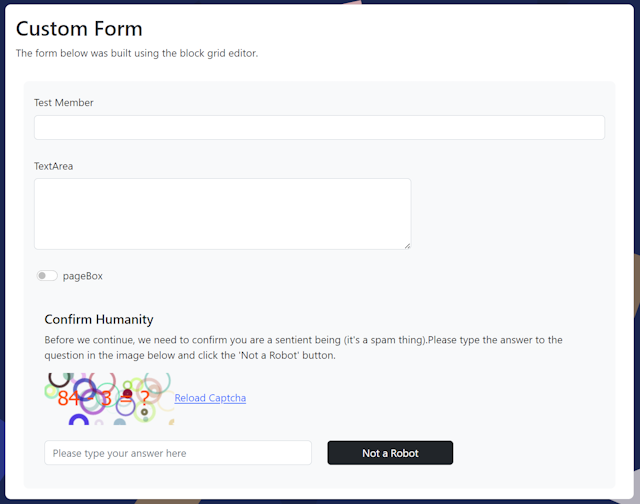 Custom Form
The form below was built using the block grid editor.
Test Member
TextArea
pageBox
Confirm Humanity
Before we continue, we need to confirm you are a sentient being (it's a spam thing).Please type the answer to the
question in the image below and click the 'Not a Robot' button.
Reload Captcha
Please type your answer here
Not a Robot